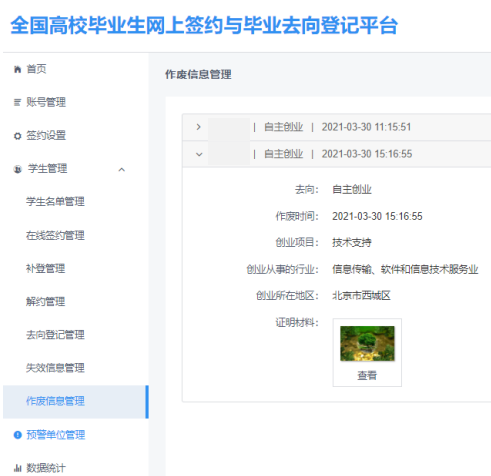 全国高校毕业生网上签约与毕业去向登记平台
首页
账号管理
签约设置
学生管理
学生名单管理
在线签约管理
补登管理
解约管理
去向登记管理
失效信息管理
作废信息管理
预警单位管理
数据统计
作废信息管理
| 自主创业 | 2021-03-30 11:15:51
| 自主创业 | 2021-03-30 15:16:55
去向： 自主创业
作废时间： 2021-03-30 15:16:55
创业项目： 技术支持
创业从事的行业： 信息传输、软件和信息技术服务业
创业所在地区： 北京市西城区
证明材料：
查看